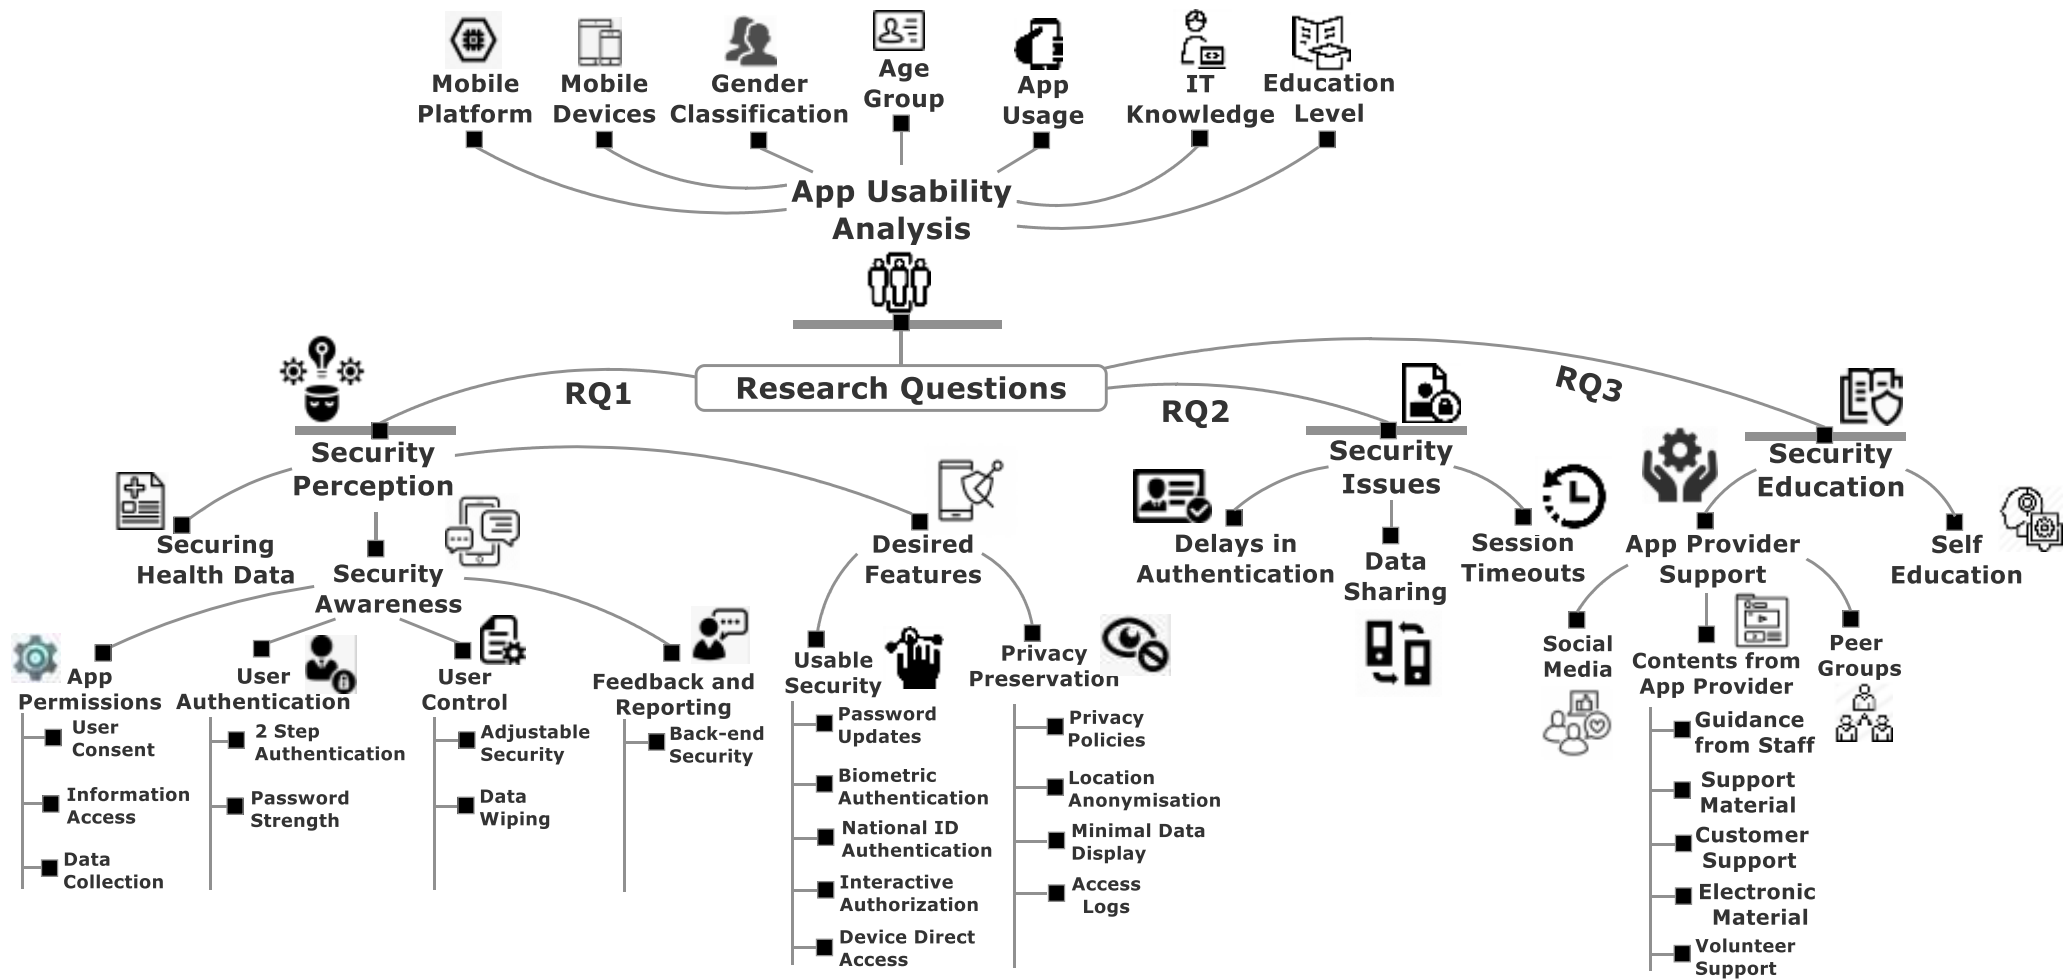 Mobile
Platform
Mobile
Devices
Gender
Classification
Age
Group
App
Usage
IT
Knowledge
Education
Level
App Usability
Analysis
Research Questions
RQ1
RQ2
RQ3
Security
Perception
Securing
Health Data
Security
Awareness
Desired
Features
App
Permissions
User
Consent
Information
Access
Data
Collection
User
Authentication
2 Step
Authentication
Password
Strength
User
Control
Adjustable
Security
Data
Wiping
Feedback and
Reporting
Back-end
Security
Usable
Security
Password
Updates
Biometric
Authentication
National ID
Authentication
Interactive
Authorization
Device Direct
Access
Privacy
Preservation
Privacy
Policies
Location
Anonymisation
Minimal Data
Display
Access
Logs
Security
Issues
Delays in
Authentication
Data
Sharing
Session
Timeouts
Security
Education
App Provider
Support
Self
Education
Social
Media
Contents from
App Provider
Peer
Groups
Guidance
from Staff
Support
Material
Customer
Support
Electronic
Material
Volunteer
Support